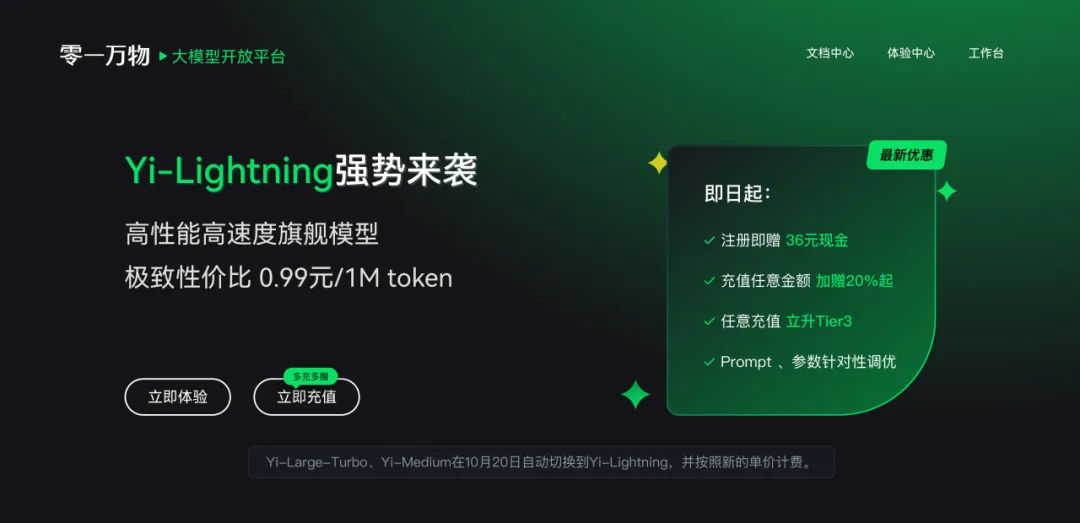 零一万物 大模型开放平台
文档中心 体验中心 工作台
Yi-Lightning强势来袭
高性能高速度旗舰模型
极致性价比 0.99元/1M token
多充多赠
立即体验 立即充值
最新优惠
即日起:
注册即赠 36元现金
充值任意金额 加赠20%起
任意充值 立升Tier3
Prompt 、参数针对性调优
Yi-Large-Turbo、Yi-Medium在10月20日自动切换到Yi-Lightning，并按照新的单价计费。